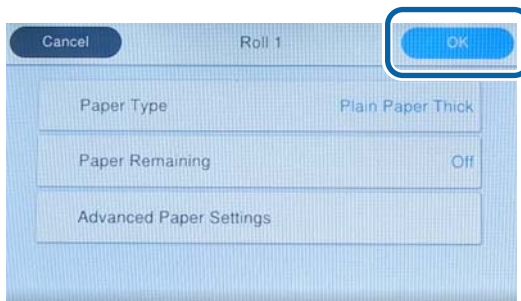 Cancel Roll 1 OK
Paper Type Plain Paper Thick
Paper Remaining Off
Advanced Paper Settings